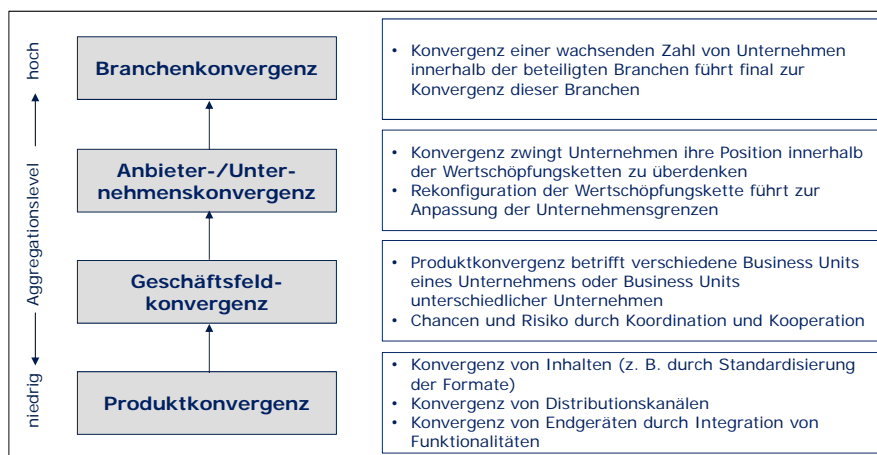 hoch
Aggregationslevel
niedrig
Branchenkonvergenz
• Konvergenz einer wachsenden Zahl von Unternehmen
innerhalb der beteiligten Branchen führt final zur
Konvergenz dieser Branchen
Anbieter-/Unter-
nehmenskonvergenz
• Konvergenz zwingt Unternehmen ihre Position innerhalb
der Wertschöpfungsketten zu überdenken
• Rekonfiguration der Wertschöpfungskette führt zur
Anpassung der Unternehmensgrenzen
Geschäftsfeld-
konvergenz
• Produktkonvergenz betrifft verschiedene Business Units
eines Unternehmens oder Business Units
unterschiedlicher Unternehmen
• Chancen und Risiko durch Koordination und Kooperation
Produktkonvergenz
• Konvergenz von Inhalten (z. B. durch Standardisierung
der Formate)
• Konvergenz von Distributionskanälen
• Konvergenz von Endgeräten durch Integration von
Funktionalitäten